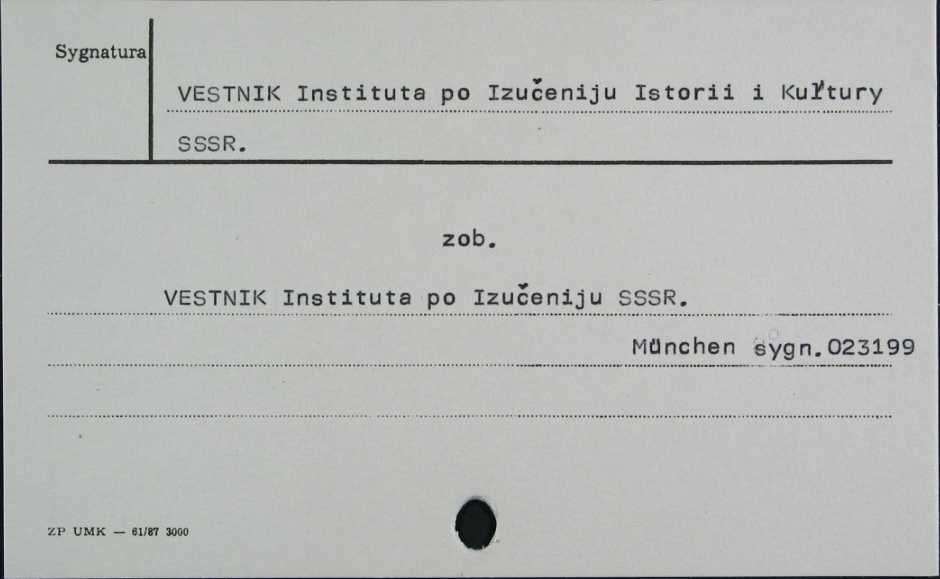 Sygnatura
VESTNIK Instituta po Izučeniju Istorii i Kul'tury
SSSR.
zob.
VESTNIK Instituta po Izučeniju SSSR.
München sygn.023199
ZP UMK — 61/87 3000